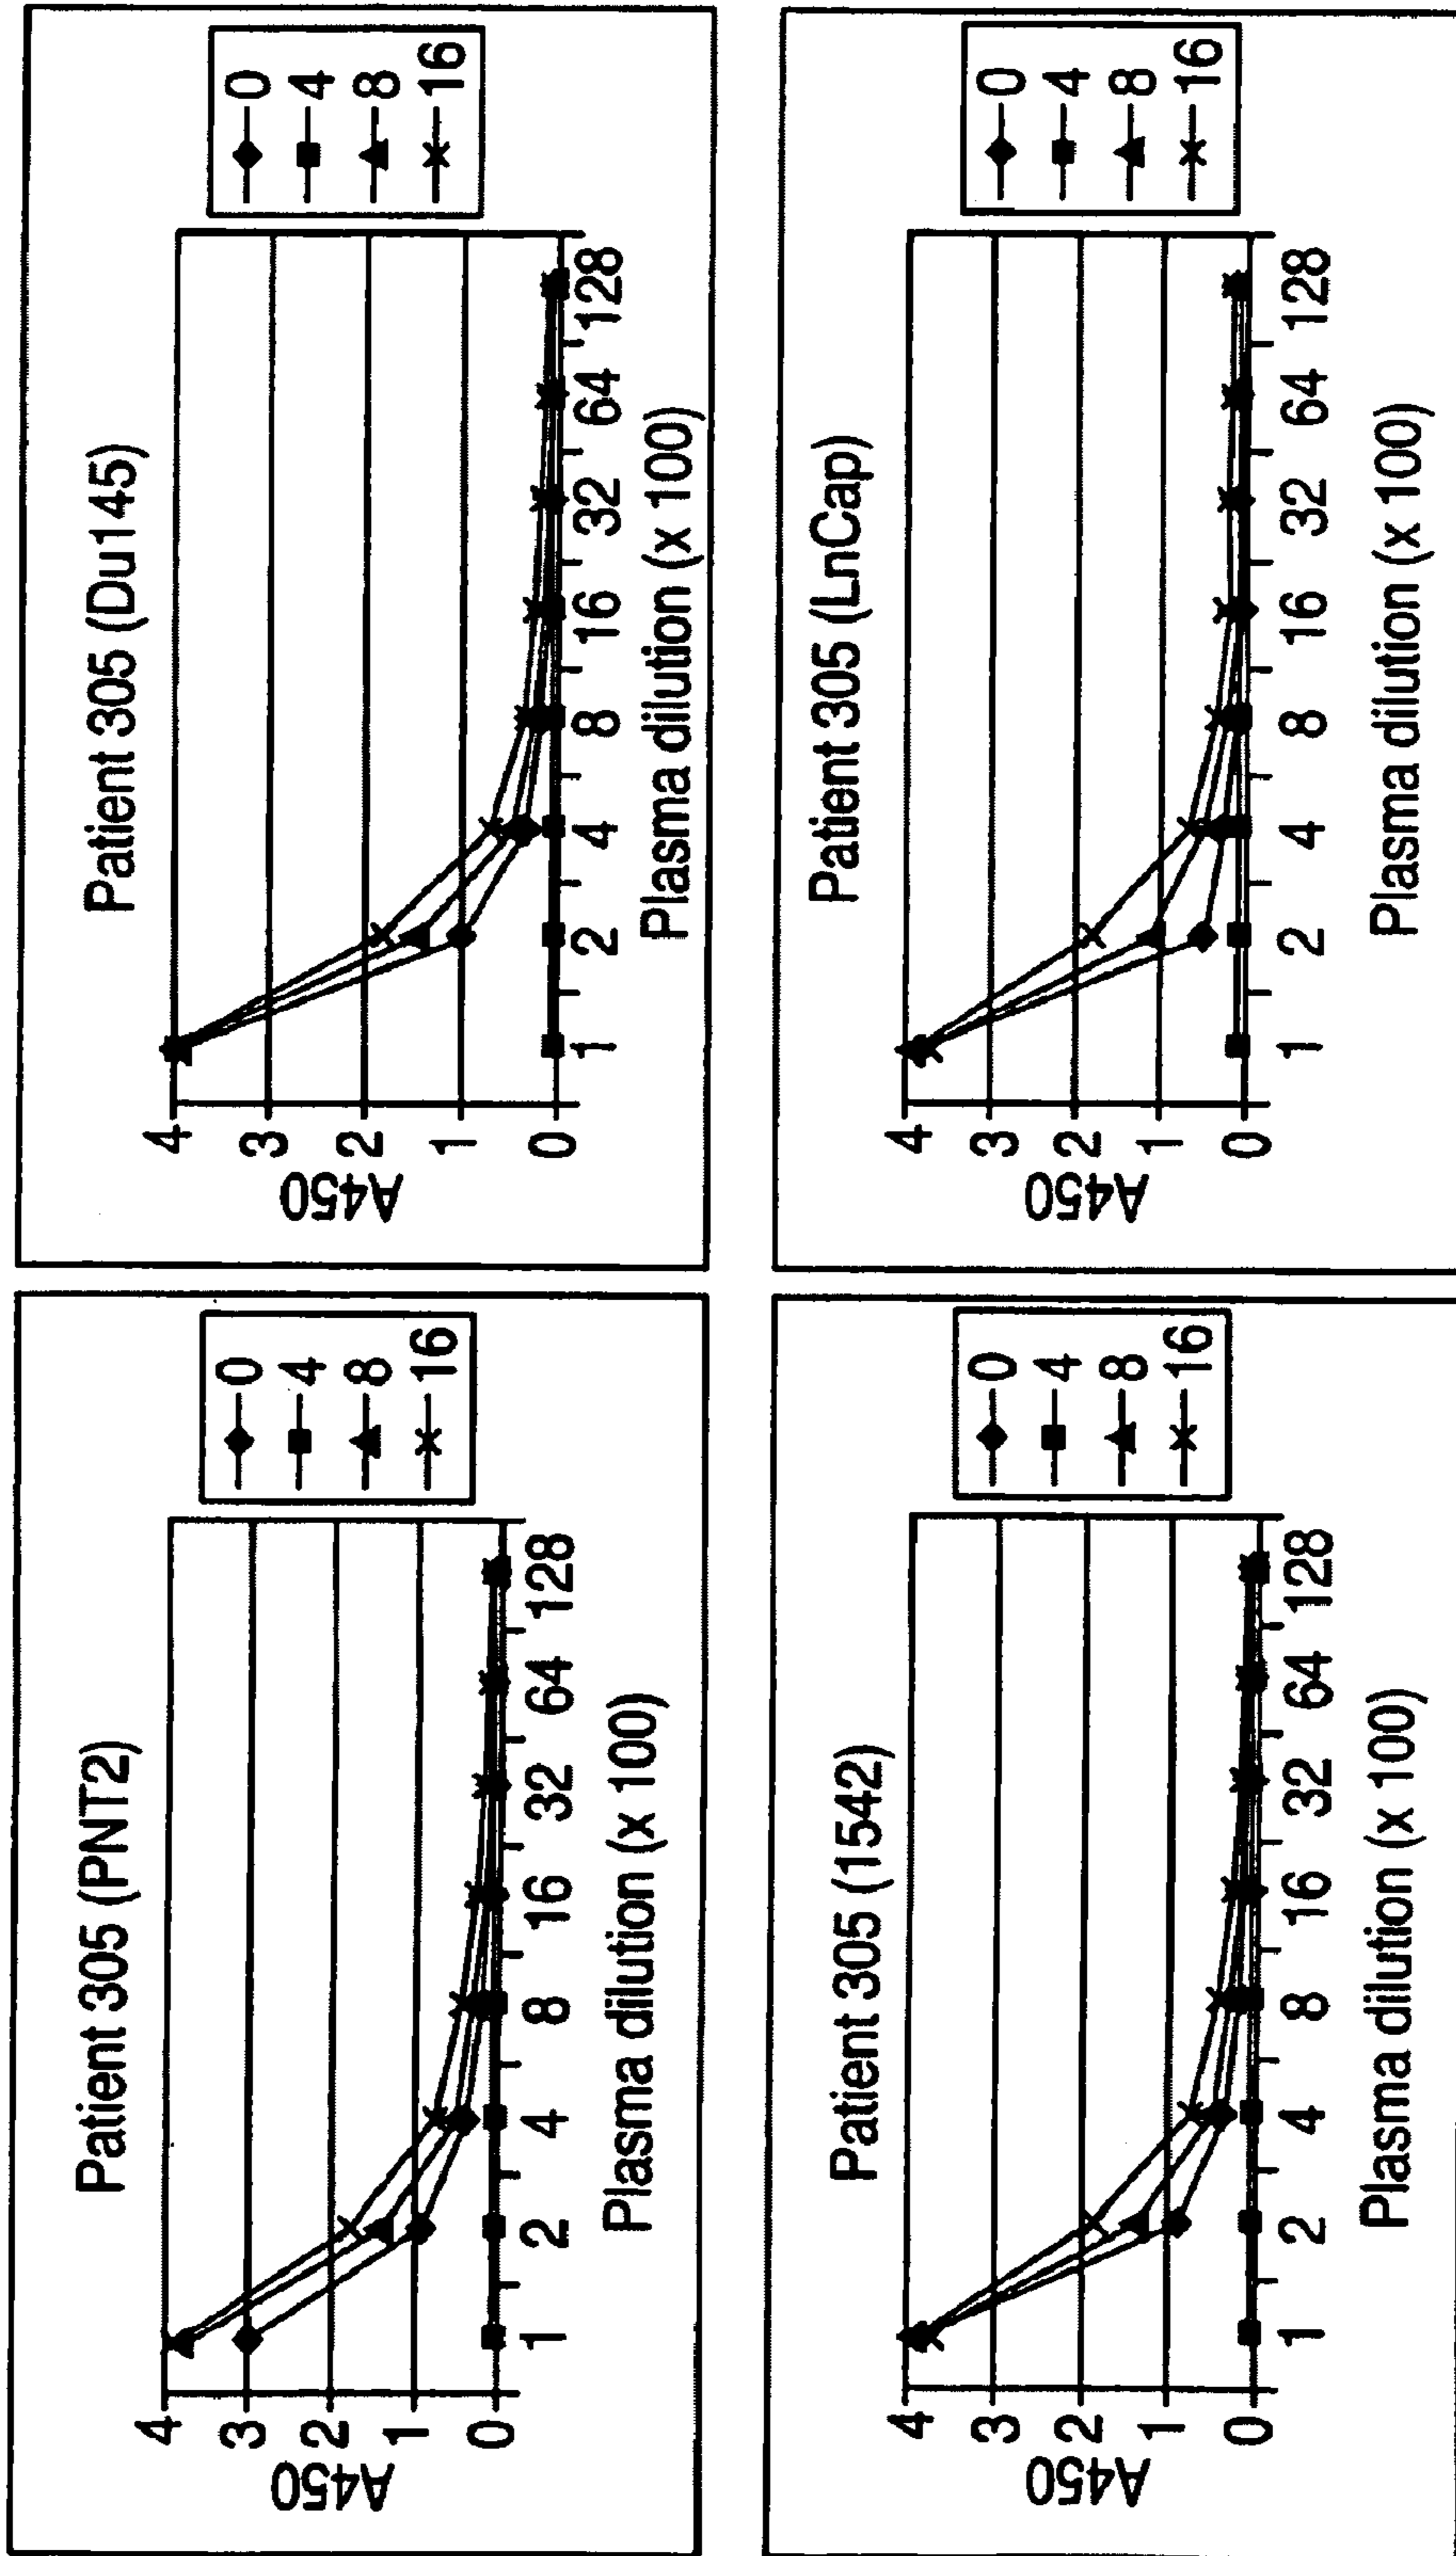 Patient 305 (PNT2)
A450
4
3
2
1
0
1 2 4 8 16 32 64 128
Plasma dilution (x 100)
0
4
8
16
Patient 305 (Du145)
A450
4
3
2
1
0
1 2 4 8 16 32 64 128
Plasma dilution (x 100)
0
4
8
16
Patient 305 (1542)
A450
4
3
2
1
0
1 2 4 8 16 32 64 128
Plasma dilution (x 100)
0
4
8
16
Patient 305 (LnCap)
A450
4
3
2
1
0
1 2 4 8 16 32 64 128
Plasma dilution (x 100)
0
4
8
16